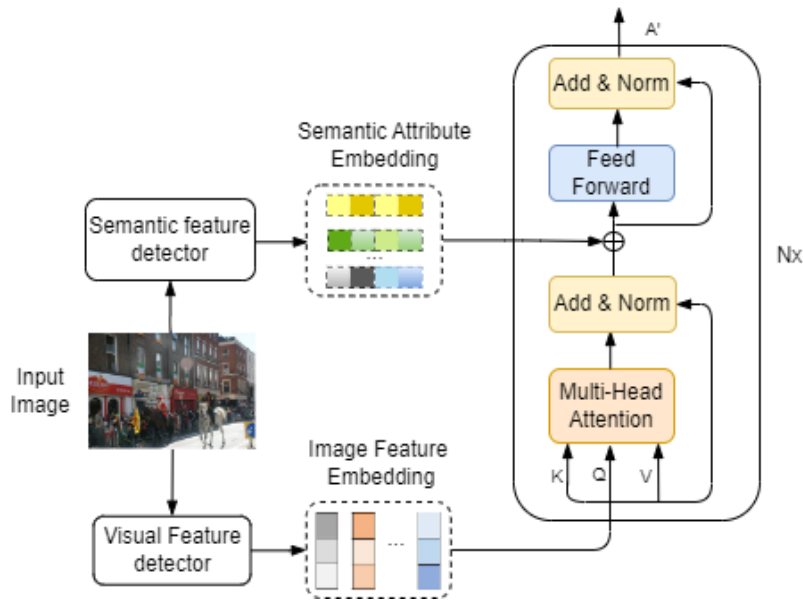 A'
Add & Norm
Semantic Attribute
Embedding
Feed
Forward
Semantic feature
detector
...
Nx
Add & Norm
Input
Image
Multi-Head
Attention
Image Feature
Embedding
K
Q
V
Visual Feature
detector
...